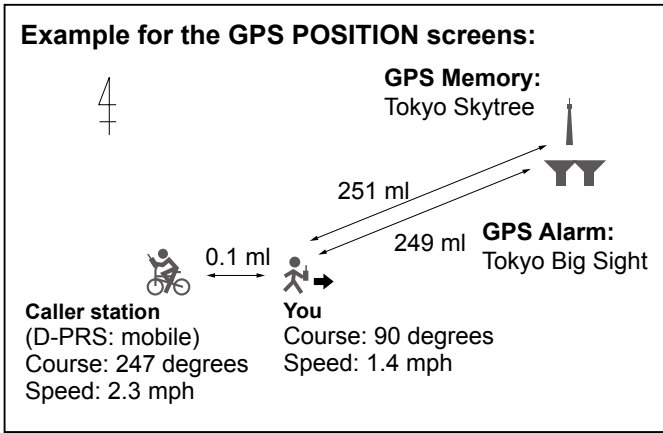 Example for the GPS POSITION screens:
GPS Memory:
Tokyo Skytree
251 ml
249 ml
GPS Alarm:
Tokyo Big Sight
0.1 ml
Caller station
(D-PRS: mobile)
Course: 247 degrees
Speed: 2.3 mph
You
Course: 90 degrees
Speed: 1.4 mph